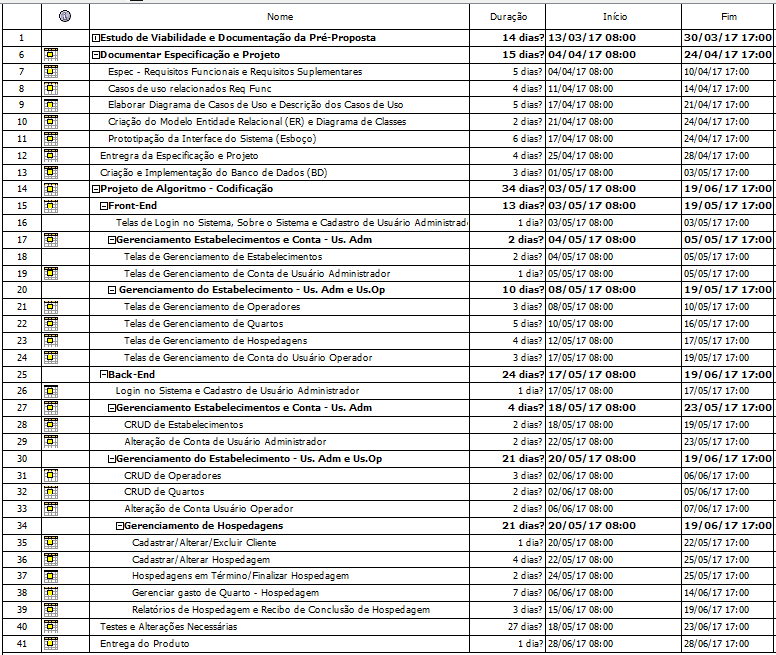 Nome Duração Início Fim
1 Estudo de Viabilidade e Documentação da Pré-Proposta 14 dias? 13/03/17 08:00 30/03/17 17:00
6 Documentar Especificação e Projeto 15 dias? 04/04/17 08:00 24/04/17 17:00
7 Espec - Requisitos Funcionais e Requisitos Suplementares 5 dias? 04/04/17 08:00 10/04/17 17:00
8 Casos de uso relacionados Req Func 4 dias? 11/04/17 08:00 14/04/17 17:00
9 Elaborar Diagrama de Casos de Uso e Descrição dos Casos de Uso 5 dias? 17/04/17 08:00 21/04/17 17:00
10 Criação do Modelo Entidade Relacional (ER) e Diagrama de Classes 2 dias? 21/04/17 08:00 24/04/17 17:00
11 Prototipação da Interface do Sistema (Esboço) 6 dias? 17/04/17 08:00 24/04/17 17:00
12 Entregra da Especificação e Projeto 4 dias? 25/04/17 08:00 28/04/17 17:00
13 Criação e Implementação do Banco de Dados (BD) 3 dias? 01/05/17 08:00 03/05/17 17:00
14 Projeto de Algoritmo - Codificação 34 dias? 03/05/17 08:00 19/06/17 17:00
15 Front-End 13 dias? 03/05/17 08:00 19/05/17 17:00
16 Telas de Login no Sistema, Sobre o Sistema e Cadastro de Usuário Administrad 1 dia? 03/05/17 08:00 03/05/17 17:00
17 Gerenciamento Estabelecimentos e Conta - Us. Adm 2 dias? 04/05/17 08:00 05/05/17 17:00
18 Telas de Gerenciamento de Estabelecimentos 2 dias? 04/05/17 08:00 05/05/17 17:00
19 Telas de Gerenciamento de Conta de Usuário Administrador 1 dia? 05/05/17 08:00 05/05/17 17:00
20 Gerenciamento do Estabelecimento - Us. Adm e Us.Op 10 dias? 08/05/17 08:00 19/05/17 17:00
21 Telas de Gerenciamento de Operadores 3 dias? 08/05/17 08:00 10/05/17 17:00
22 Telas de Gerenciamento de Quartos 5 dias? 10/05/17 08:00 16/05/17 17:00
23 Telas de Gerenciamento de Hospedagens 4 dias? 12/05/17 08:00 17/05/17 17:00
24 Telas de Gerenciamento de Conta do Usuário Operador 3 dias? 17/05/17 08:00 19/05/17 17:00
25 Back-End 24 dias? 17/05/17 08:00 19/06/17 17:00
26 Login no Sistema e Cadastro de Usuário Administrador 1 dia? 17/05/17 08:00 17/05/17 17:00
27 Gerenciamento Estabelecimentos e Conta - Us. Adm 4 dias? 18/05/17 08:00 23/05/17 17:00
28 CRUD de Estabelecimentos 2 dias? 18/05/17 08:00 19/05/17 17:00
29 Alteração de Conta de Usuário Administrador 2 dias? 22/05/17 08:00 23/05/17 17:00
30 Gerenciamento do Estabelecimento - Us. Adm e Us.Op 21 dias? 20/05/17 08:00 19/06/17 17:00
31 CRUD de Operadores 3 dias? 02/06/17 08:00 06/06/17 17:00
32 CRUD de Quartos 2 dias? 02/06/17 08:00 05/06/17 17:00
33 Alteração de Conta Usuário Operador 2 dias? 06/06/17 08:00 07/06/17 17:00
34 Gerenciamento de Hospedagens 21 dias? 20/05/17 08:00 19/06/17 17:00
35 Cadastrar/Alterar/Excluir Cliente 1 dia? 20/05/17 08:00 22/05/17 17:00
36 Cadastrar/Alterar Hospedagem 4 dias? 22/05/17 08:00 25/05/17 17:00
37 Hospedagens em Término/Finalizar Hospedagem 2 dias? 24/05/17 08:00 25/05/17 17:00
38 Gerenciar gasto de Quarto - Hospedagem 7 dias? 06/06/17 08:00 14/06/17 17:00
39 Relatórios de Hospedagem e Recibo de Conclusão de Hospedagem 3 dias? 15/06/17 08:00 19/06/17 17:00
40 Testes e Alterações Necessárias 27 dias? 18/05/17 08:00 23/06/17 17:00
41 Entrega do Produto 1 dia? 28/06/17 08:00 28/06/17 17:00